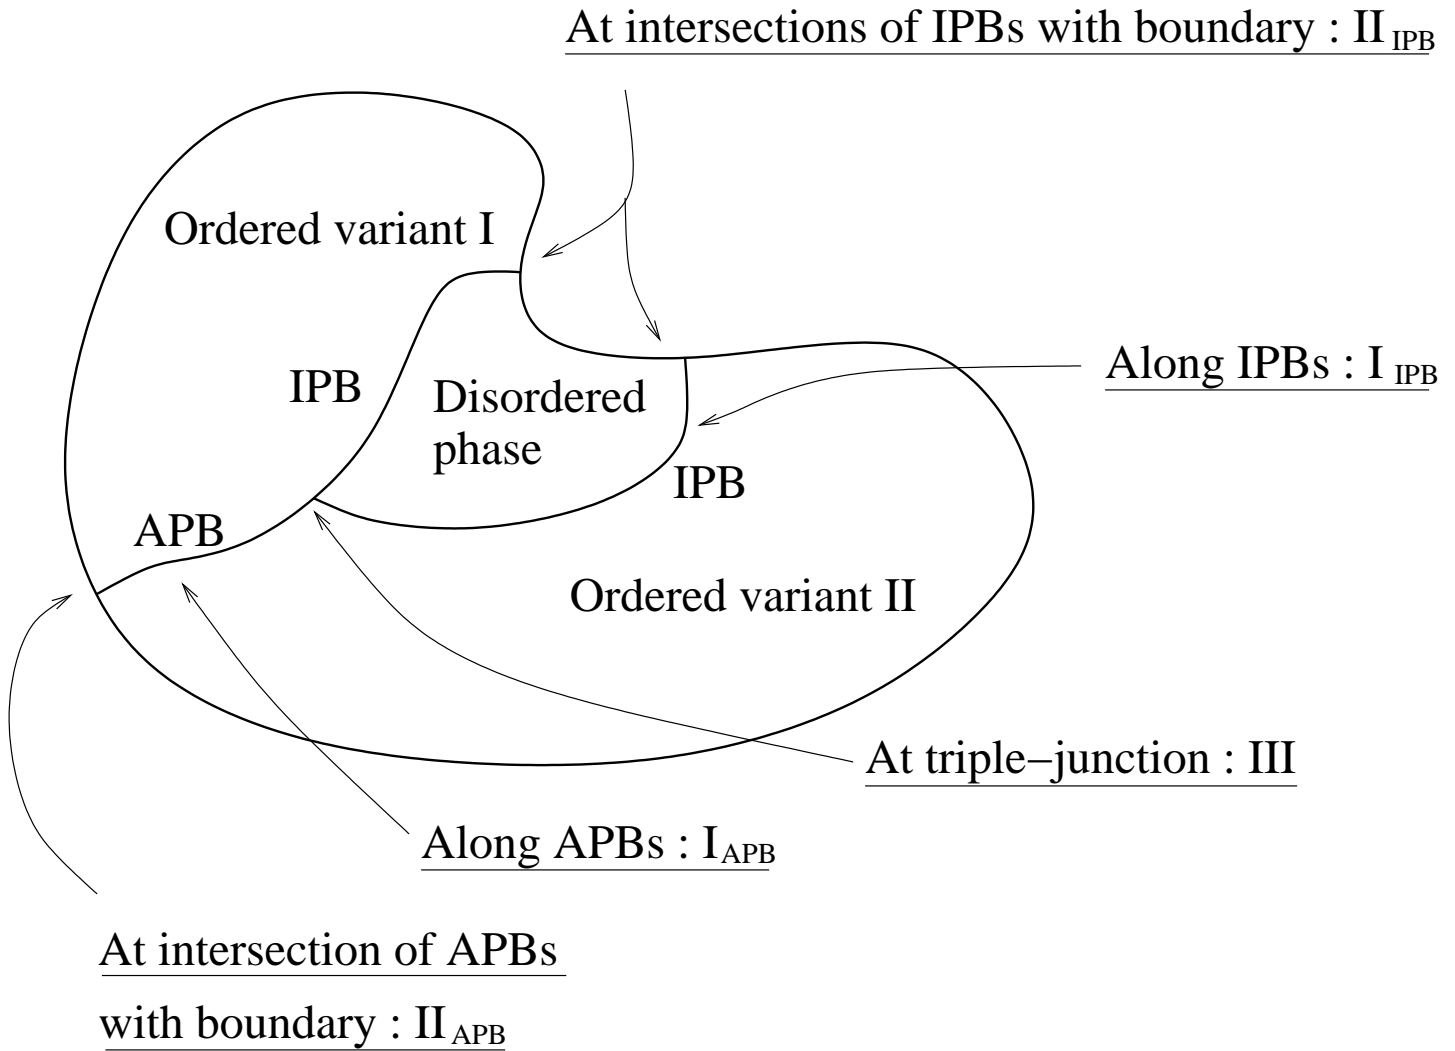 At intersections of IPBs with boundary : II IPB
Ordered variant I
Along IPBs : I IPB
IPB
Disordered
phase
IPB
APB
Ordered variant II
At triple–junction : III
Along APBs : I APB
At intersection of APBs
with boundary : II APB